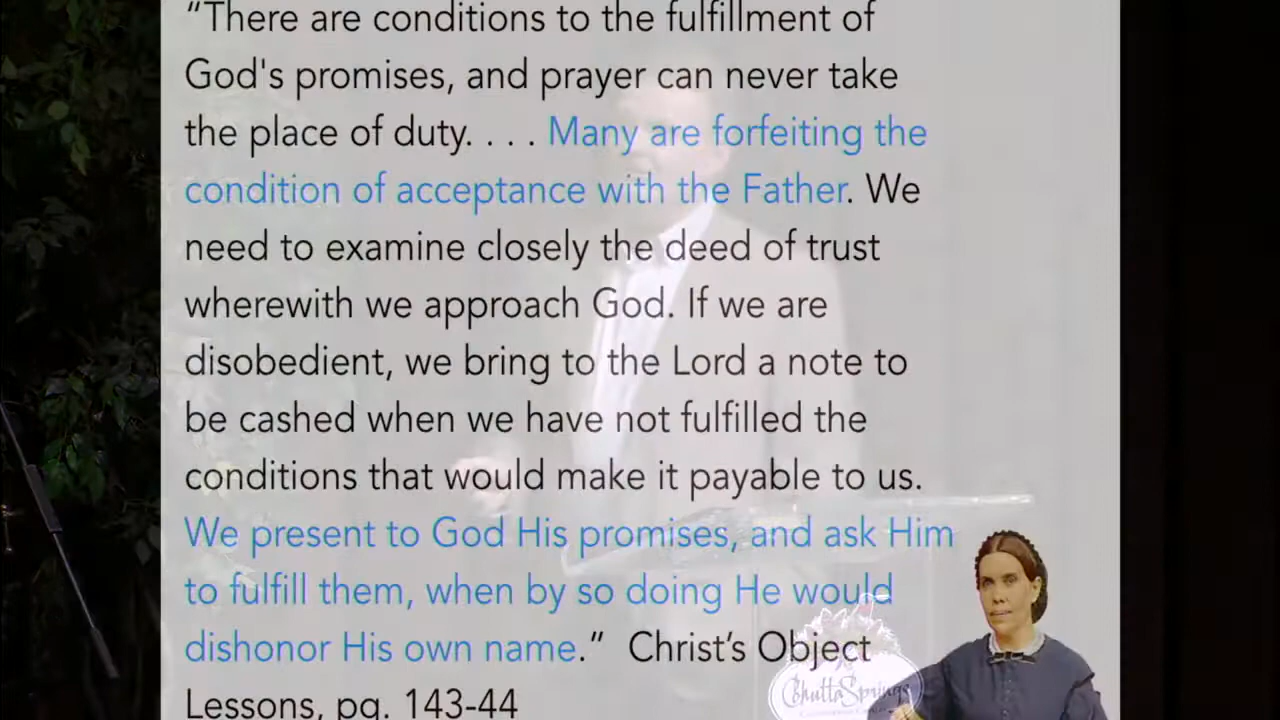 “There are conditions to the fulfillment of
God's promises, and prayer can never take
the place of duty. . . . Many are forfeiting the
condition of acceptance with the Father. We
need to examine closely the deed of trust
wherewith we approach God. If we are
disobedient, we bring to the Lord a note to
be cashed when we have not fulfilled the
conditions that would make it payable to us.
We present to God His promises, and ask Him
to fulfill them, when by so doing He would
dishonor His own name.” Christ’s Object
Lessons, pg. 143-44
CohuttaSprings